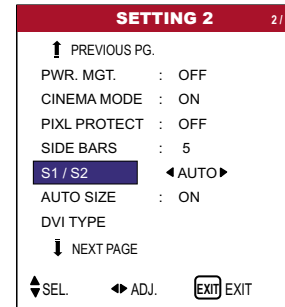 SETTING 2 2/
PREVIOUS PG.
PWR. MGT. : OFF
CINEMA MODE : ON
PIXL PROTECT : OFF
SIDE BARS : 5
S1 / S2 ◀ AUTO ▶
AUTO SIZE : ON
DVI TYPE
NEXT PAGE
SEL. ADJ. EXIT EXIT